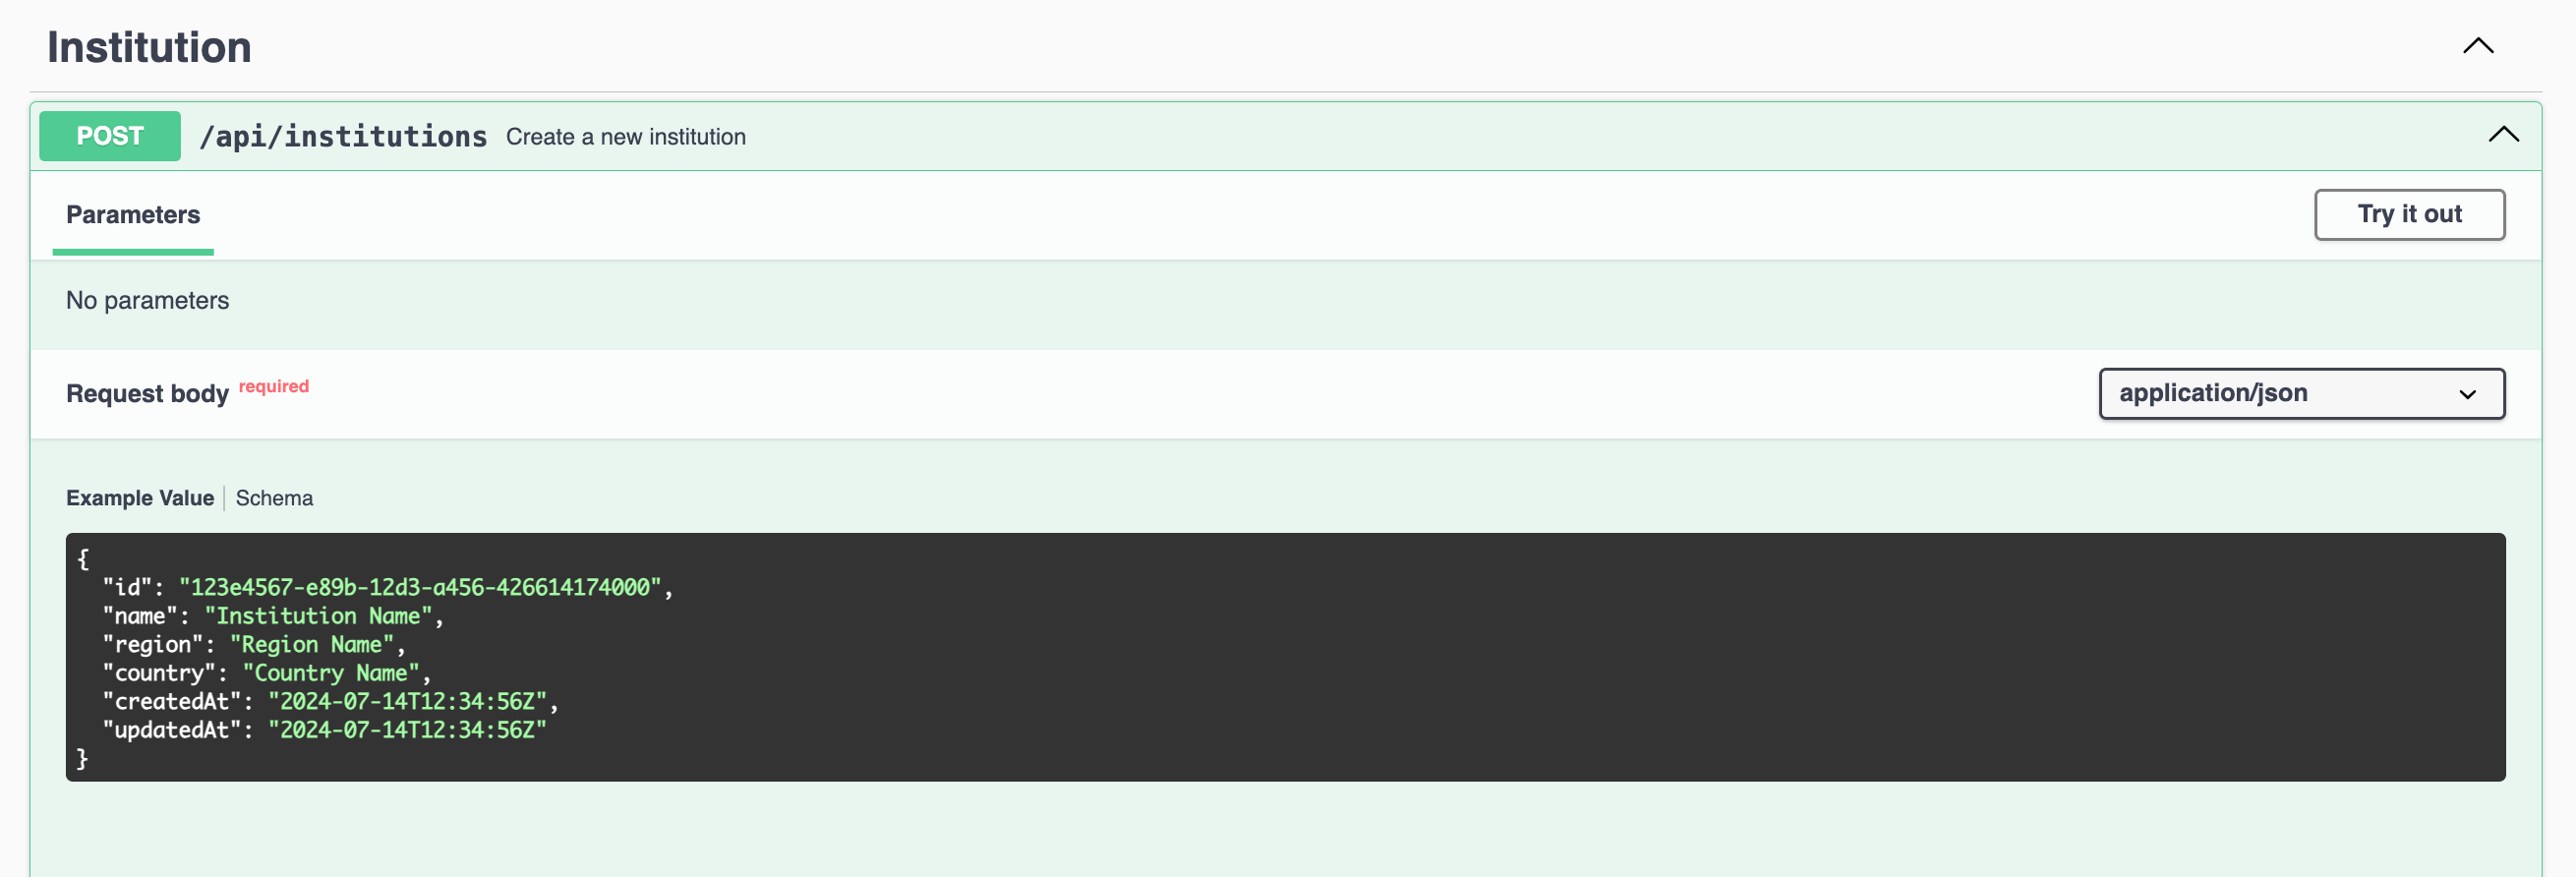 Institution
POST /api/institutions Create a new institution
Parameters
Try it out
No parameters
Request body required
application/json
Example Value Schema
{
  "id": "123e4567-e89b-12d3-a456-426614174000",
  "name": "Institution Name",
  "region": "Region Name",
  "country": "Country Name",
  "createdAt": "2024-07-14T12:34:56Z",
  "updatedAt": "2024-07-14T12:34:56Z"
}